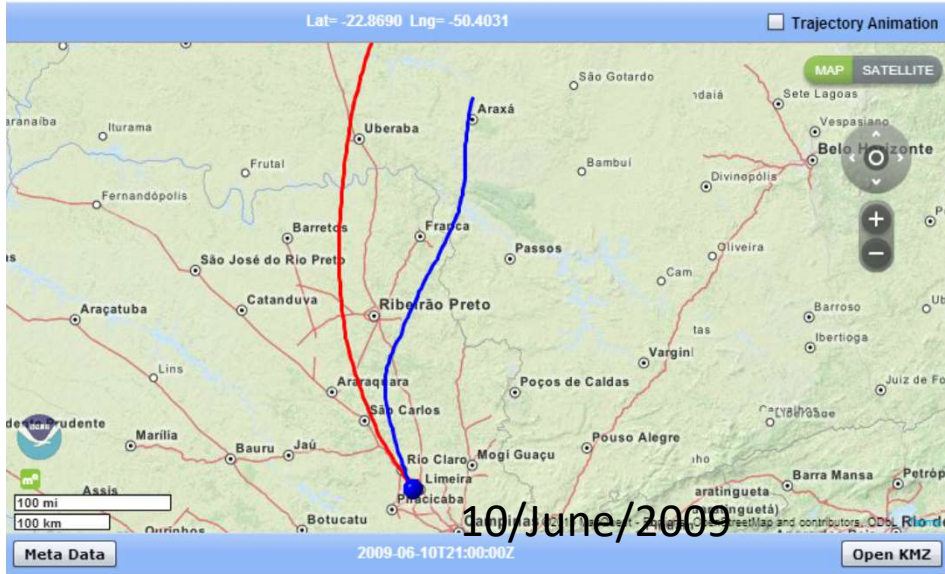 Lat= -22.8690 Lng= -50.4031
Trajectory Animation
MAP SATELLITE
São Gotardo
Sete Lagoas
Araxá
Vespasiano
Iturama
Uberaba
Belo Horizonte
Frutal
Bambuí
Divinopólis
Fernandópolis
Barretos
Franca
Passos
Oliveira
São José do Rio Preto
Catanduva
Ribeirão Preto
Araçatuba
Barroso
Ibertioga
Lins
Araraquara
Poços de Caldas
São Carlos
Marília
Bauru
Jaú
Pouso Alegre
Rio Claro
Mogi Guaçu
Limeira
Barra Mansa
Piracicaba
Assis
100 mi
100 km
Botucatu
Campinas
10/June/2009
Meta Data
2009-06-10T21:00:00Z
Open KMZ